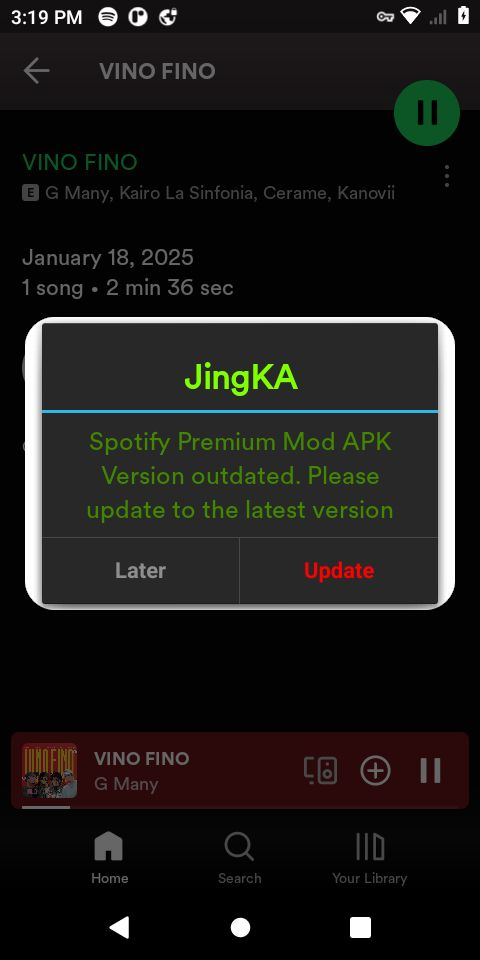 3:19 PM
VINO FINO
VINO FINO
E G Many, Kairo La Sinfonia, Cerame, Kanovii
January 18, 2025
1 song • 2 min 36 sec
JingKA
Spotify Premium Mod APK
Version outdated. Please
update to the latest version
Later
Update
VINO FINO
G Many
Home
Search
Your Library